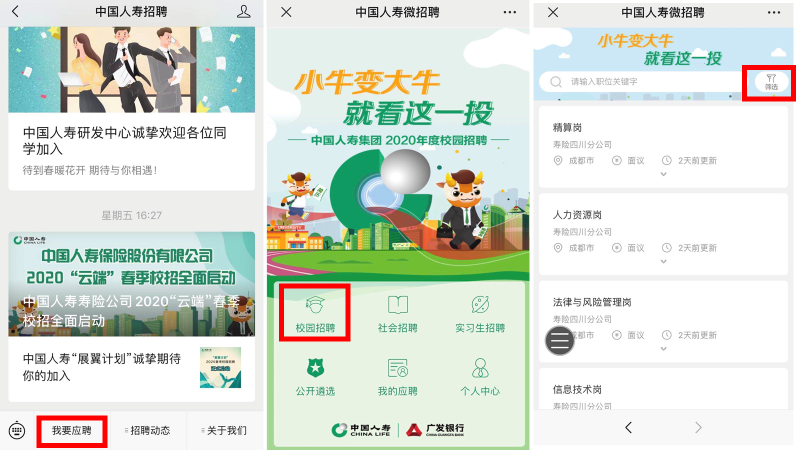 中国人寿招聘
中国人寿研发中心诚挚欢迎各位同
学加入
待到春暖花开 期待与你相遇!
星期五 16:27
中国人寿
CHINA LIFE
中国人寿保险股份有限公司
2020“云端”春季校招全面启动
中国人寿寿险公司 2020“云端”春季
校招全面启动
中国人寿“展翼计划”诚挚期待
你的加入
我要应聘
招聘动态
关于我们
中国人寿微招聘
小牛变大牛
就看这一投
中国人寿集团 2020年度校园招聘
校园招聘
社会招聘
实习生招聘
公开遴选
我的应聘
个人中心
中国人寿
CHINA LIFE
广发银行
CHINA GUANGFA BANK
中国人寿微招聘
小牛变大牛
就看这一投
请输入职位关键字
筛选
精算岗
寿险四川分公司
成都市 面议 2天前更新
人力资源岗
寿险四川分公司
成都市 面议 2天前更新
法律与风险管理岗
寿险四川分公司
都市 面议 2天前更新
信息技术岗
寿险四川分公司